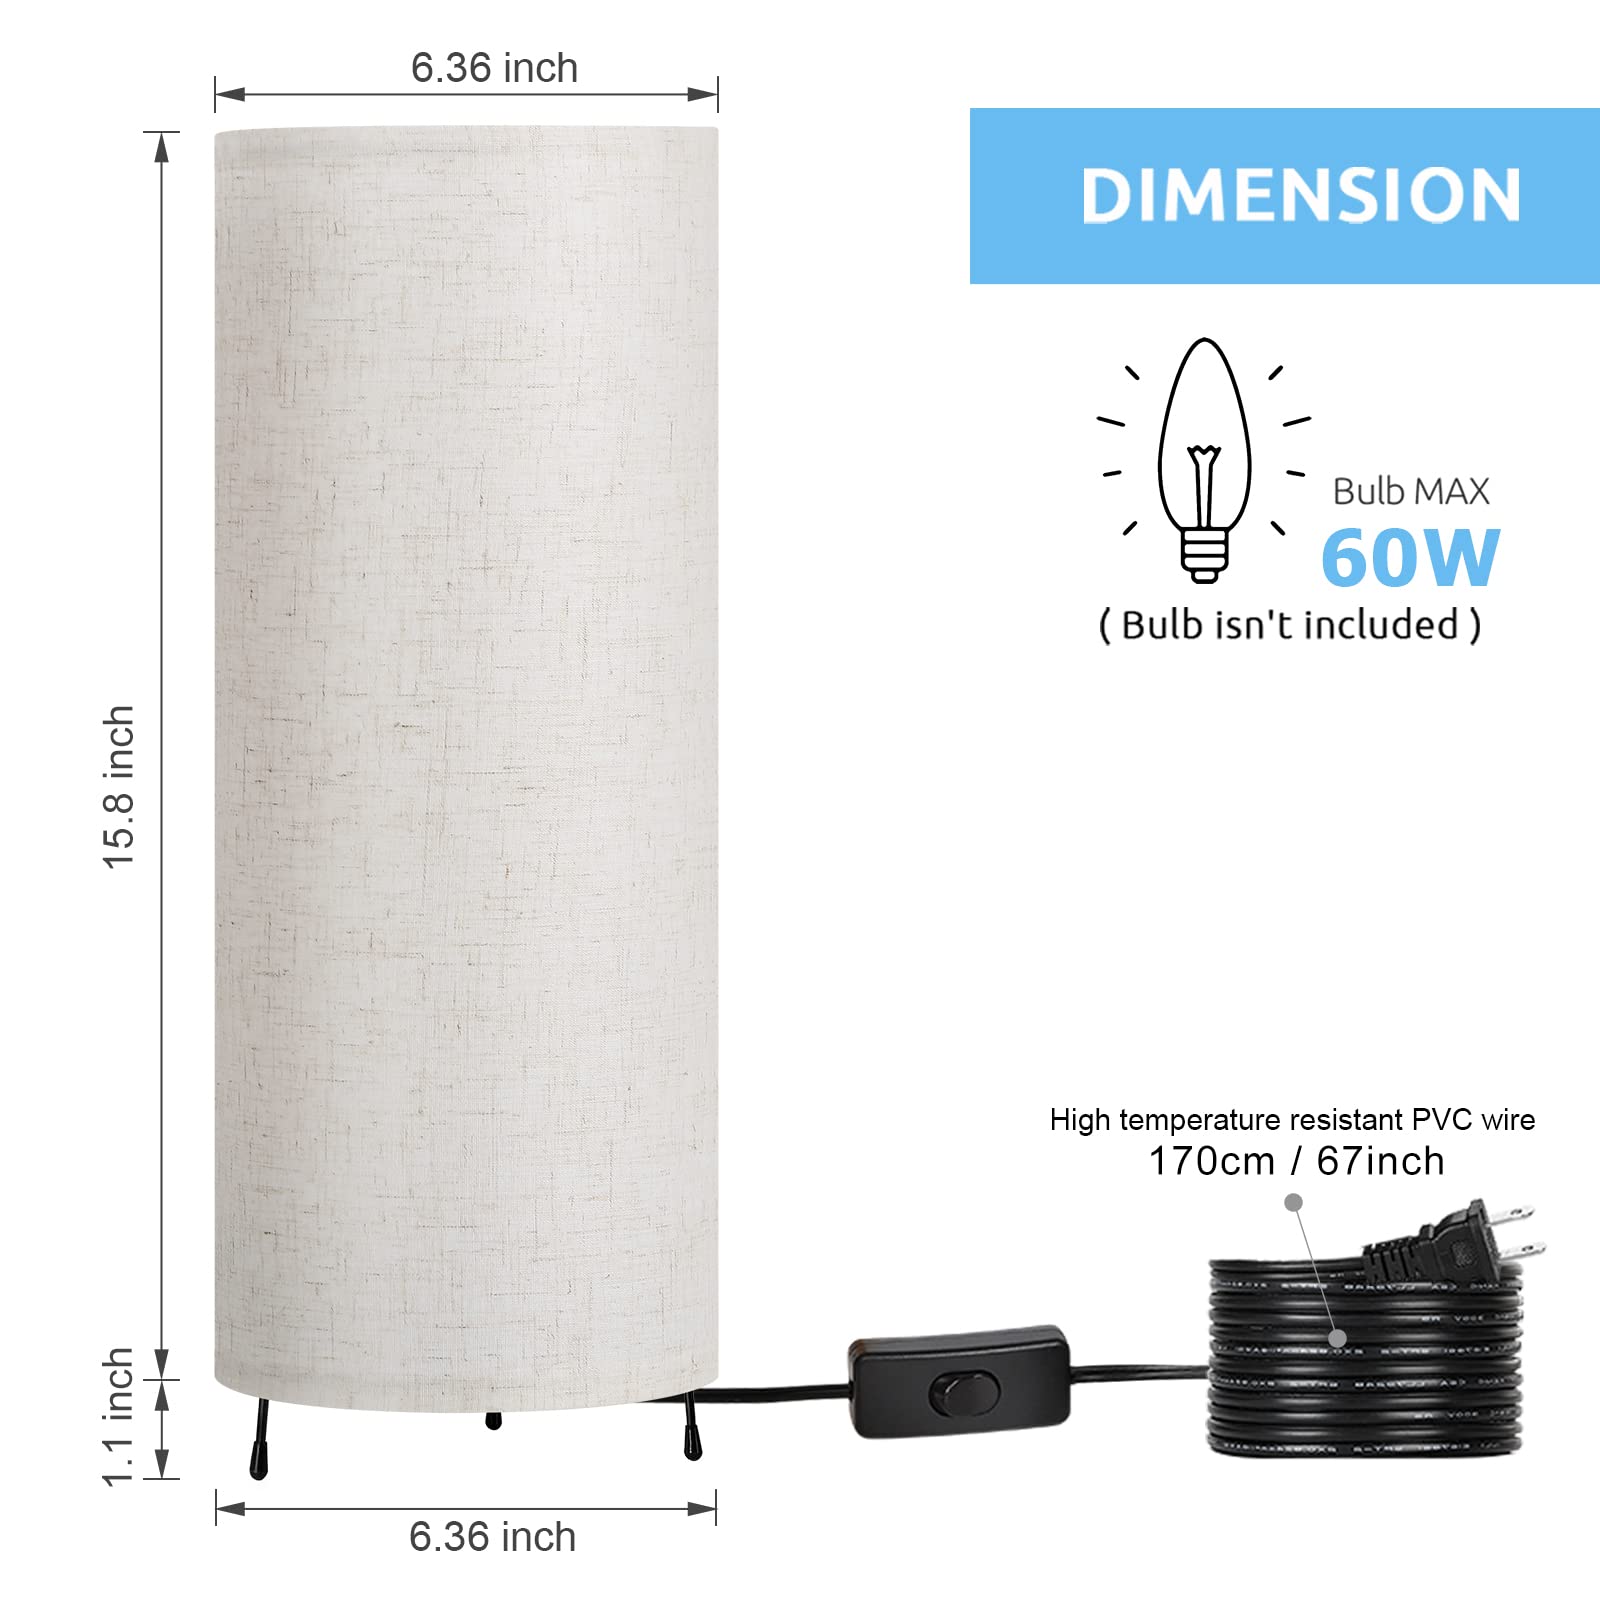 6.36 inch
DIMENSION
Bulb MAX
60W
( Bulb isn't included )
15.8 inch
High temperature resistant PVC wire
170cm / 67inch
1.1 inch
6.36 inch